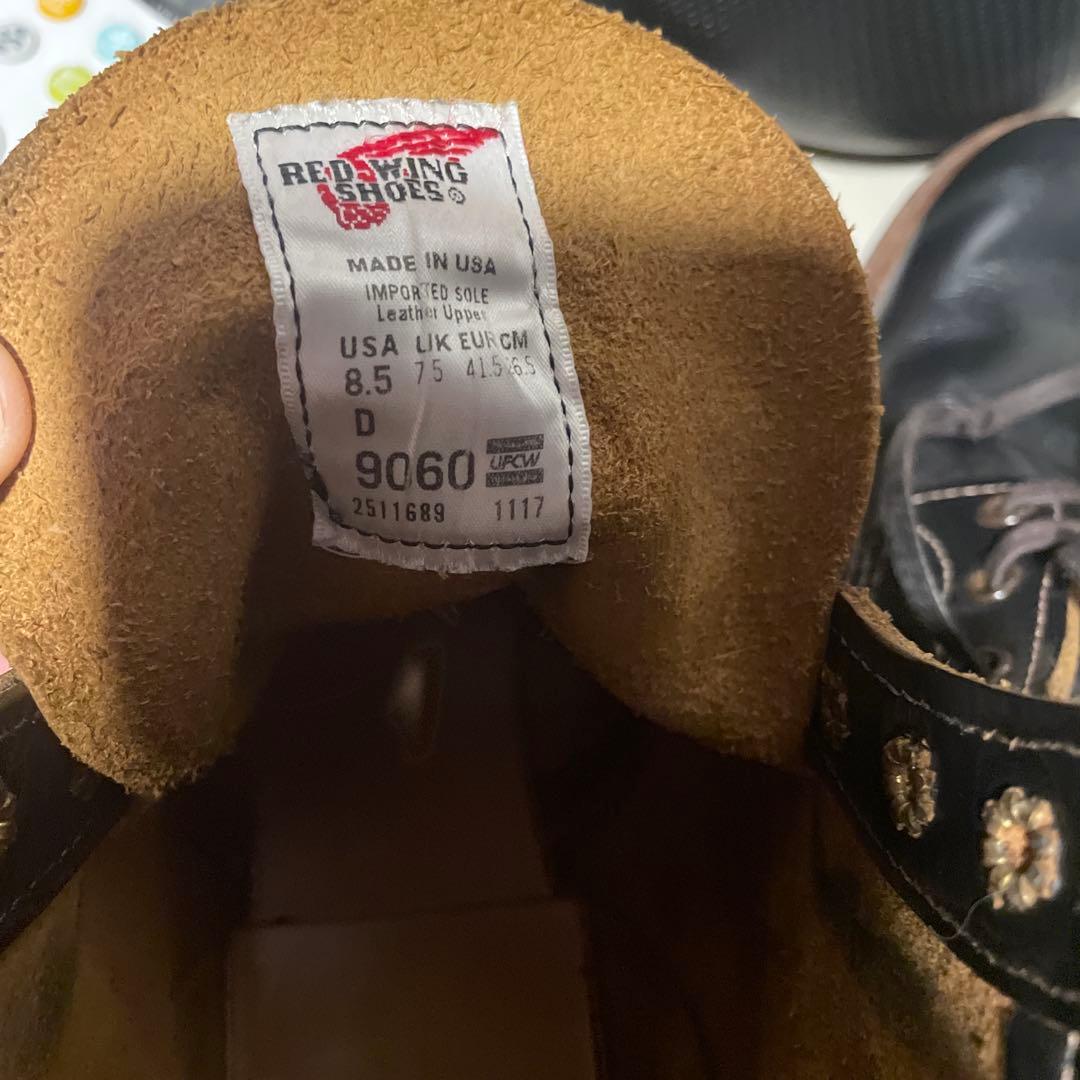 RED WING
SHOES®
MADE IN USA
IMPORTED SOLE
Leather Upper
USA UK EUR CM
8.5 7.5 41.5 26.5
D
9060 UFCW
2511689 1117